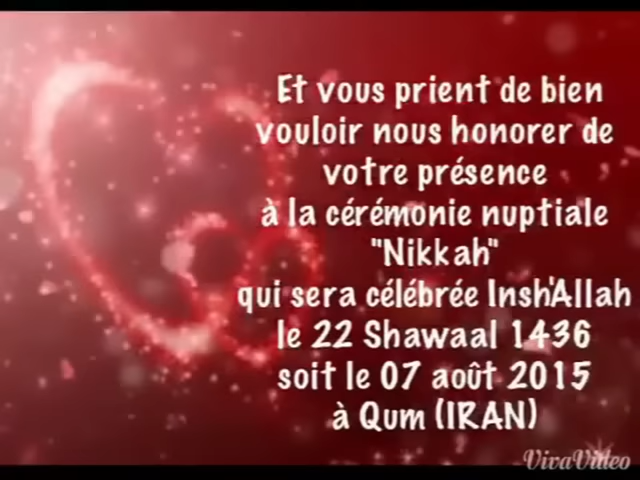 Et vous prient de bien
vouloir nous honorer de
votre présence
à la cérémonie nuptiale
"Nikkah"
qui sera célébrée Insh'Allah
le 22 Shawaal 1436
soit le 07 août 2015
à Qum (IRAN)
VivaVideo